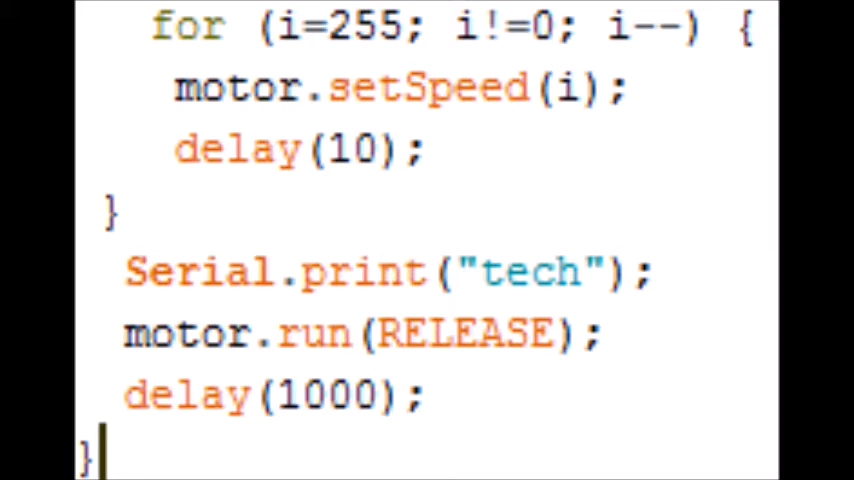 for (i=255; i!=0; i--) {
motor.setSpeed(i);
delay(10);
}
Serial.print("tech");
motor.run(RELEASE);
delay(1000);
}